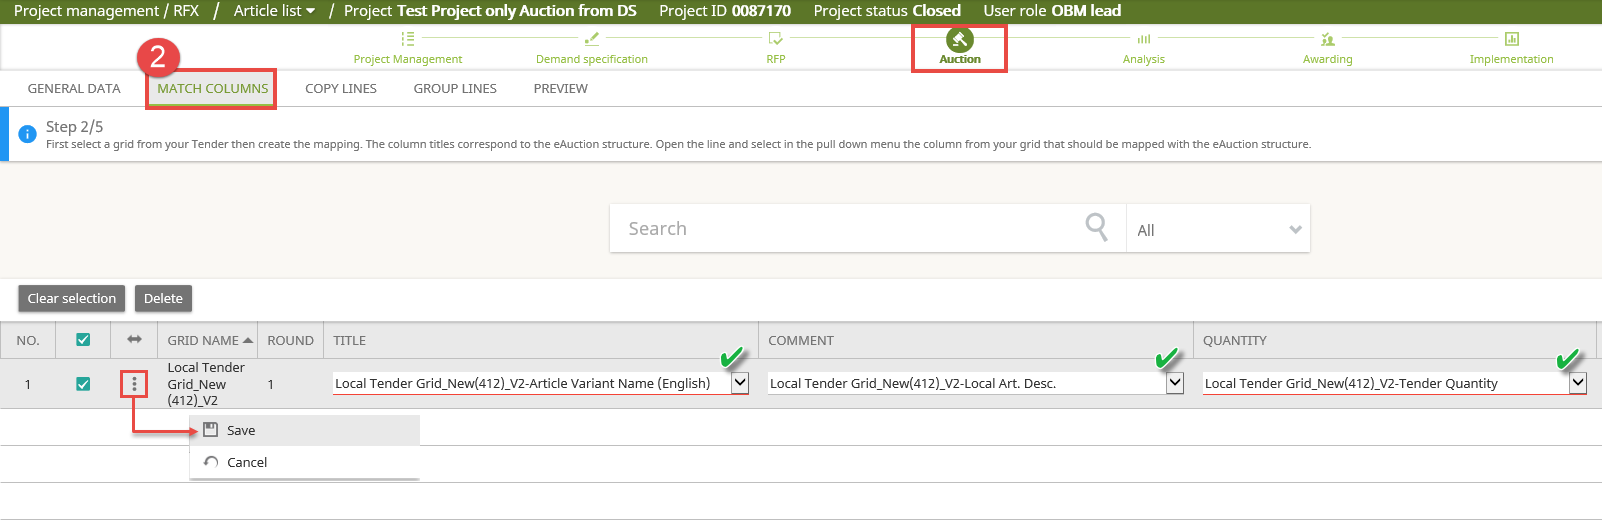 Project management / RFX / Article list / Project Test Project only Auction from DS Project ID 0087170 Project status Closed User role OBM lead
Project Management Demand specification RFP Auction Analysis Awarding Implementation
2
GENERAL DATA MATCH COLUMNS COPY LINES GROUP LINES PREVIEW
Step 2/5
First select a grid from your Tender then create the mapping. The column titles correspond to the eAuction structure. Open the line and select in the pull down menu the column from your grid that should be mapped with the eAuction structure.
Search All
Clear selection Delete
NO. GRID NAME ROUND TITLE COMMENT QUANTITY
Local Tender
1 Grid_New 1 Local Tender Grid_New(412)_V2-Article Variant Name (English) Local Tender Grid_New(412)_V2-Local Art. Desc. Local Tender Grid_New(412)_V2-Tender Quantity
(412)_V2
Save
Cancel